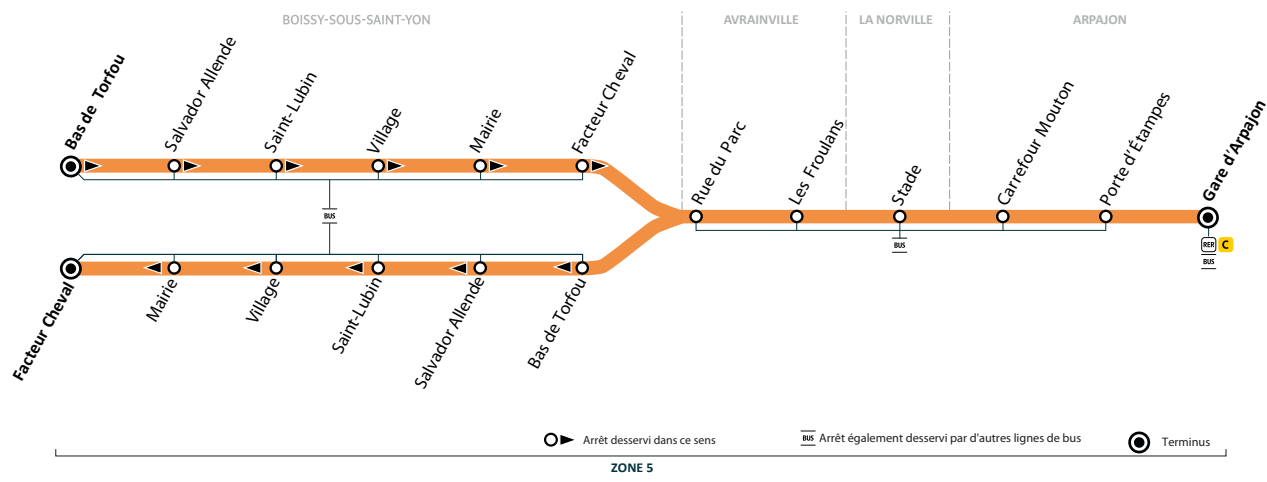 BOISSY-SOUS-SAINT-YON
AVRAINVILLE
LA NORVILLE
ARPAJON
Bas de Torfou
Salvador Allende
Saint-Lubin
Village
Mairie
Facteur Cheval
Rue du Parc
Les Froulans
Stade
Carrefour Mouton
Porte d'Étampes
Gare d'Arpajon
BUS
BUS
RER C
BUS
Facteur Cheval
Mairie
Village
Saint-Lubin
Salvador Allende
Bas de Torfou
Arrêt desservi dans ce sens
BUS Arrêt également desservi par d'autres lignes de bus
Terminus
ZONE 5